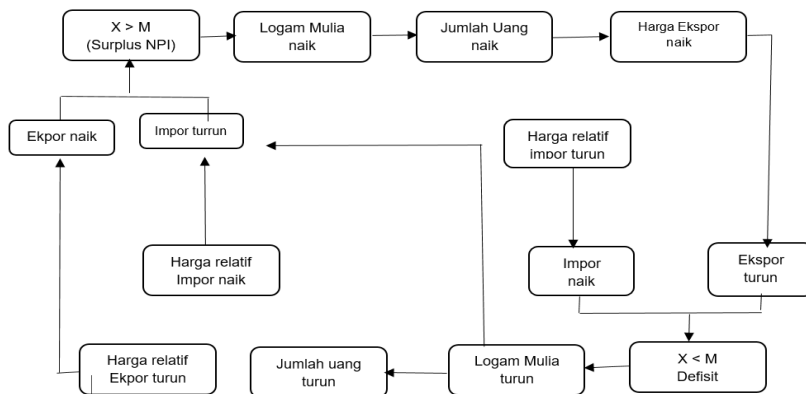 X > M
(Surplus NPI)
Logam Mulia
naik
Jumlah Uang
naik
Harga Ekspor
naik
Ekpor naik
Impor turrun
Harga relatif
impor turun
Harga relatif
Impor naik
Impor
naik
Ekspor
turun
Harga relatif
Ekpor turun
Jumlah uang
turun
Logam Mulia
turun
X < M
Defisit